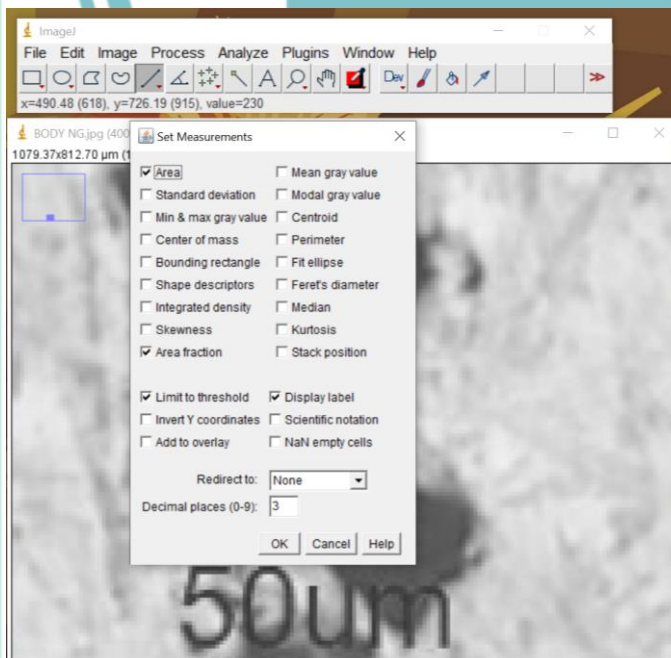 ImageJ
File Edit Image Process Analyze Plugins Window Help
Dev
x=490.48 (618), y=726.19 (915), value=230
BODY NG.jpg (400
1079.37x812.70 µm (1
Set Measurements
Area Mean gray value
Standard deviation Modal gray value
Min & max gray value Centroid
Center of mass Perimeter
Bounding rectangle Fit ellipse
Shape descriptors Feret's diameter
Integrated density Median
Skewness Kurtosis
Area fraction Stack position
Limit to threshold Display label
Invert Y coordinates Scientific notation
Add to overlay NaN empty cells
Redirect to: None
Decimal places (0-9): 3
OK Cancel Help
50um